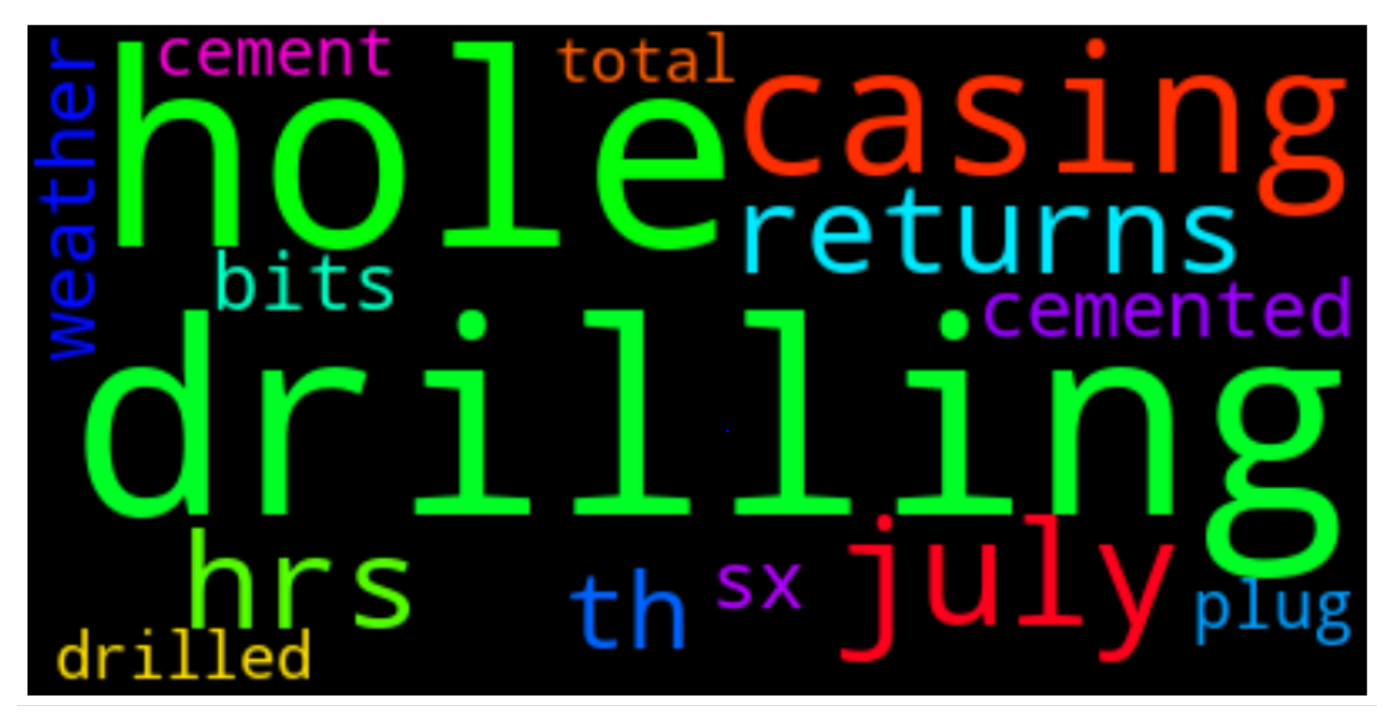 weather
cement
hole
total
casing
returns
bits
cemented
drilling
hrs
th
sx
july
plug
drilled